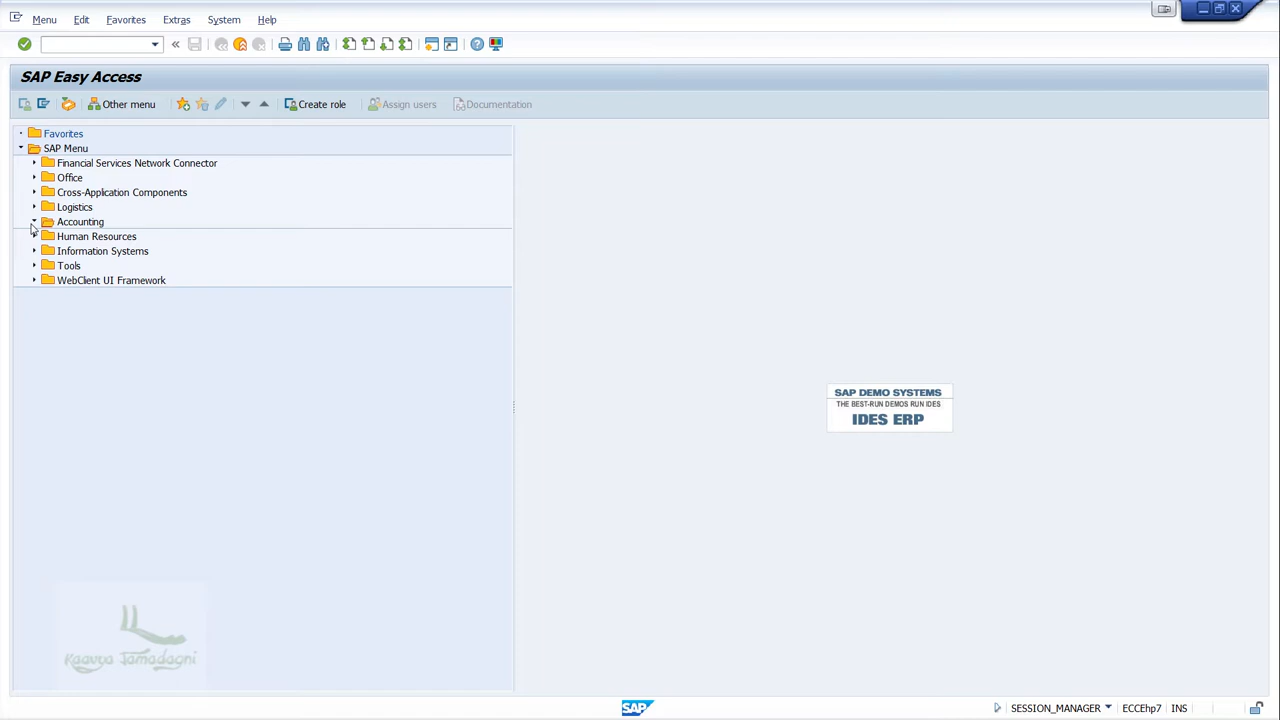 Menu Edit Favorites Extras System Help
SAP Easy Access
Other menu Create role Assign users Documentation
Favorites
SAP Menu
Financial Services Network Connector
Office
Cross-Application Components
Logistics
Accounting
Human Resources
Information Systems
Tools
WebClient UI Framework
SAP DEMO SYSTEMS
THE BEST-RUN DEMOS RUN IDES
IDES ERP
Kaavya Jamadagni
SAP SESSION_MANAGER ECCEhp7 INS